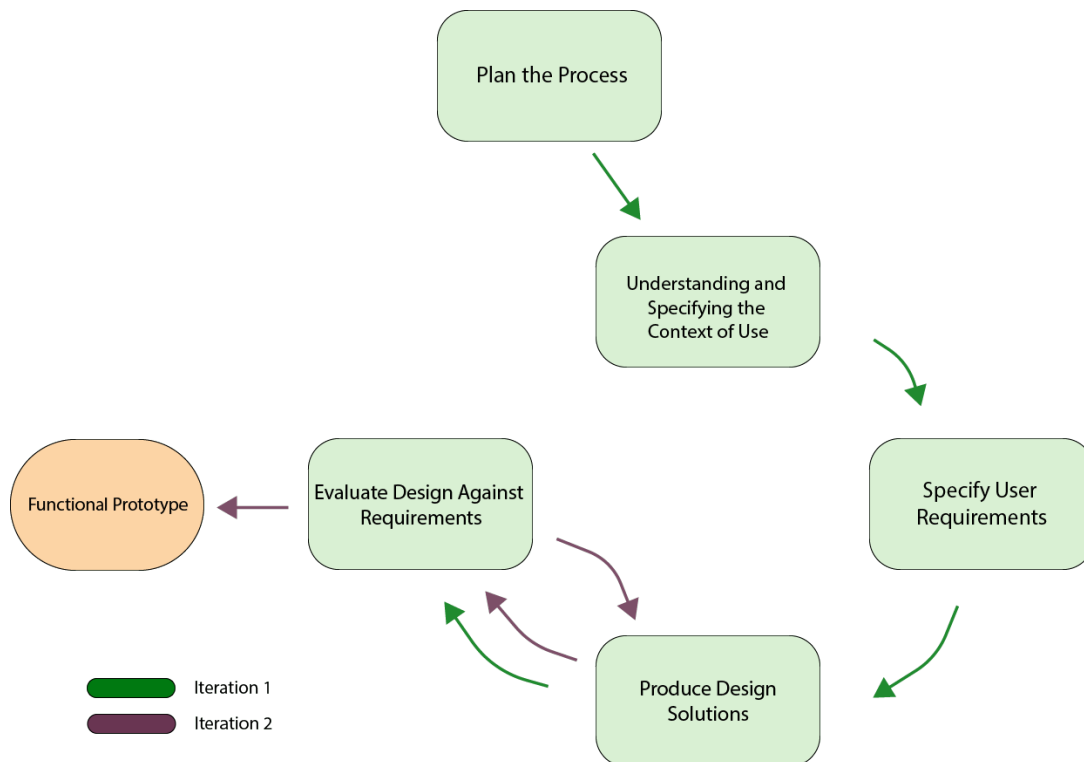 Plan the Process
Understanding and
Specifying the
Context of Use
Functional Prototype
Evaluate Design Against
Requirements
Specify User
Requirements
Produce Design
Solutions
Iteration 1
Iteration 2